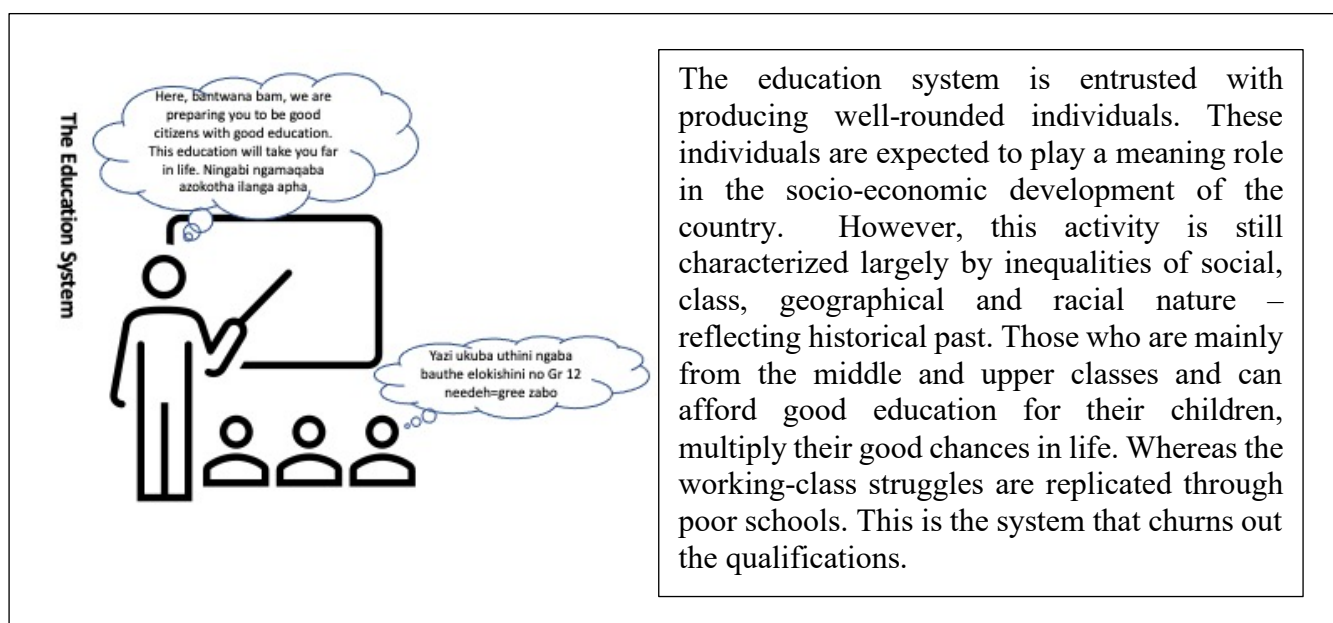 The Education System
Here, bantwana bam, we are
preparing you to be good
citizens with good education.
This education will take you far
in life. Ningabi ngamaqaba
azokotha ilanga apha
Yazi ukuba uthini ngaba
bauthe elokishini no Gr 12
needeh=gree zabo
The education system is entrusted with
producing well-rounded individuals. These
individuals are expected to play a meaning role
in the socio-economic development of the
country. However, this activity is still
characterized largely by inequalities of social,
class, geographical and racial nature –
reflecting historical past. Those who are mainly
from the middle and upper classes and can
afford good education for their children,
multiply their good chances in life. Whereas the
working-class struggles are replicated through
poor schools. This is the system that churns out
the qualifications.